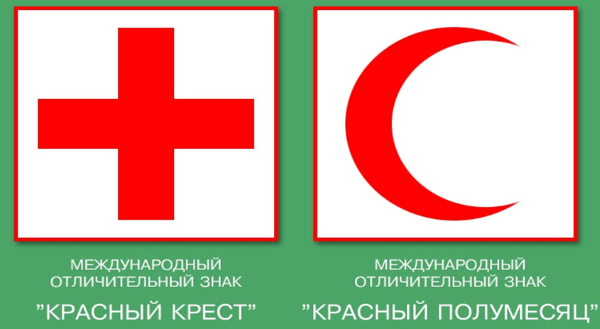 МЕЖДУНАРОДНЫЙ
ОТЛИЧИТЕЛЬНЫЙ ЗНАК
”КРАСНЫЙ КРЕСТ”
МЕЖДУНАРОДНЫЙ
ОТЛИЧИТЕЛЬНЫЙ ЗНАК
”КРАСНЫЙ ПОЛУМЕСЯЦ”